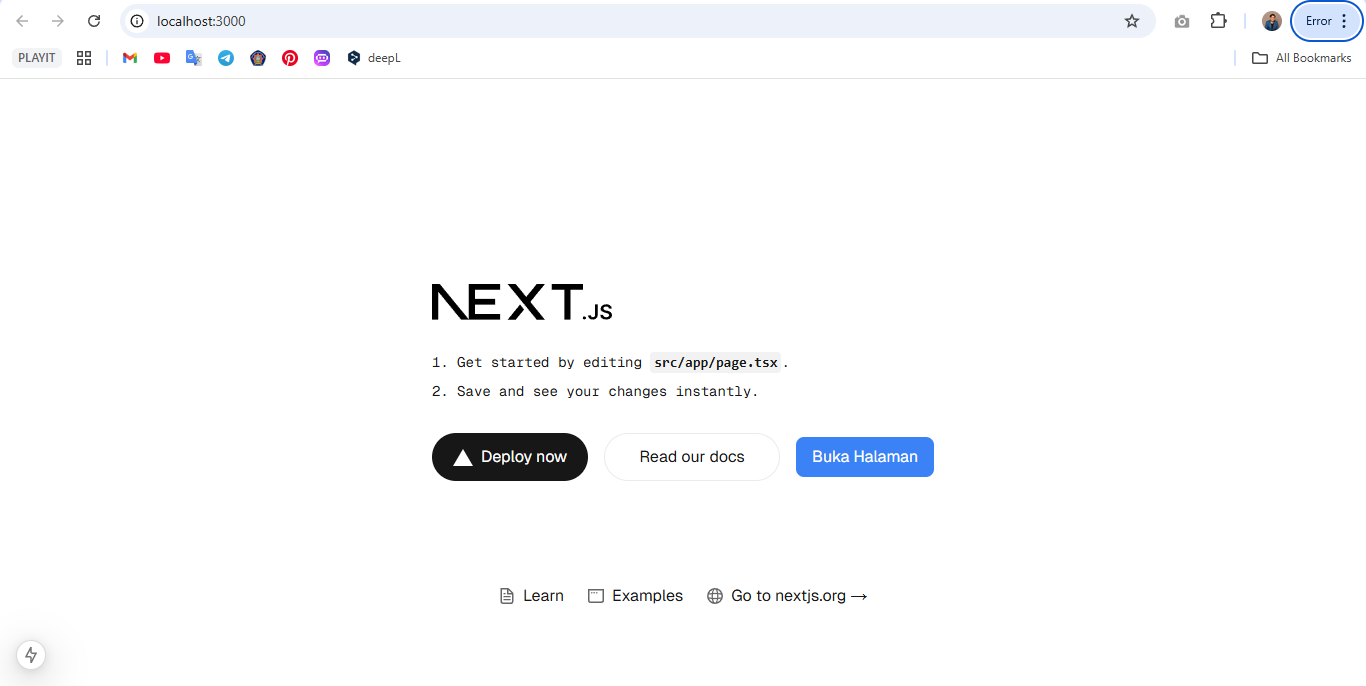 localhost:3000
Error
PLAYIT
deepL
All Bookmarks
NEXT.JS
1. Get started by editing src/app/page.tsx.
2. Save and see your changes instantly.
Deploy now
Read our docs
Buka Halaman
Learn
Examples
Go to nextjs.org →